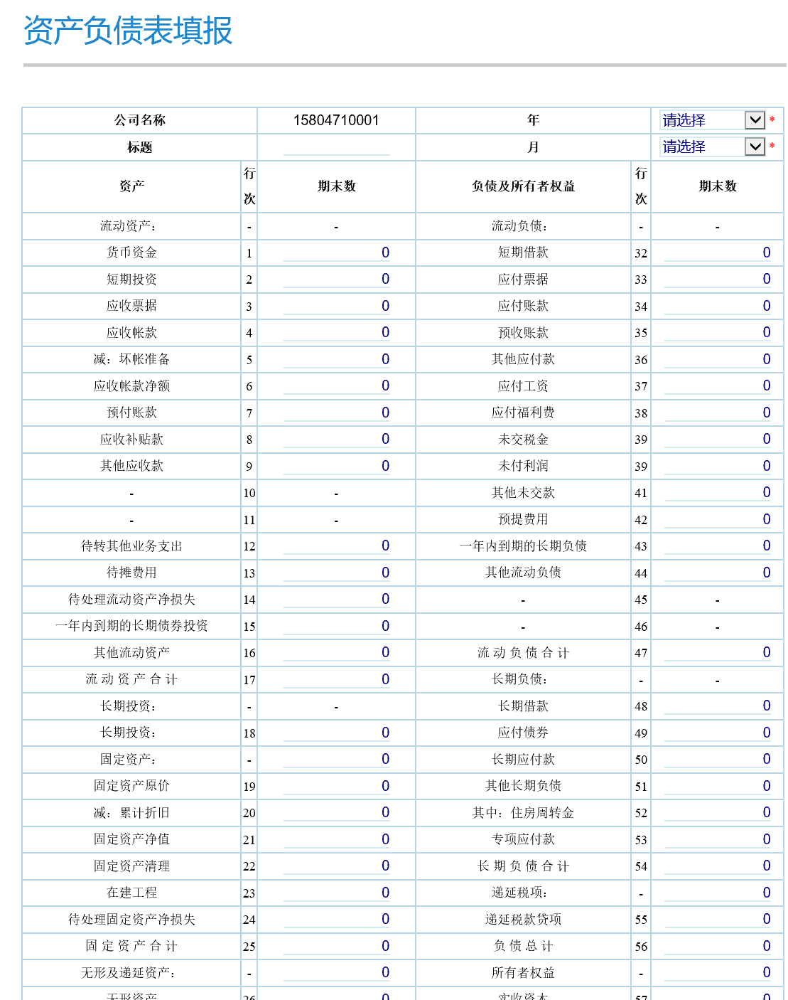 资产负债表填报
公司名称 15804710001 年 请选择 *
标题 月 请选择 *
资产 行次 期末数 负债及所有者权益 行次 期末数
流动资产： - - 流动负债： - -
货币资金 1 0 短期借款 32 0
短期投资 2 0 应付票据 33 0
应收票据 3 0 应付账款 34 0
应收帐款 4 0 预收账款 35 0
减：坏帐准备 5 0 其他应付款 36 0
应收帐款净额 6 0 应付工资 37 0
预付账款 7 0 应付福利费 38 0
应收补贴款 8 0 未交税金 39 0
其他应收款 9 0 未付利润 39 0
- 10 - 其他未交款 41 0
- 11 - 预提费用 42 0
待转其他业务支出 12 0 一年内到期的长期负债 43 0
待摊费用 13 0 其他流动负债 44 0
待处理流动资产净损失 14 0 - 45 -
一年内到期的长期债券投资 15 0 - 46 -
其他流动资产 16 0 流 动 负 债 合 计 47 0
流 动 资 产 合 计 17 0 长期负债： - -
长期投资： - - 长期借款 48 0
长期投资： 18 0 应付债券 49 0
固定资产： - 0 长期应付款 50 0
固定资产原价 19 0 其他长期负债 51 0
减：累计折旧 20 0 其中：住房周转金 52 0
固定资产净值 21 0 专项应付款 53 0
固定资产清理 22 0 长 期 负 债 合 计 54 0
在建工程 23 0 递延税项： - 0
待处理固定资产净损失 24 0 递延税款贷项 55 0
固 定 资 产 合 计 25 0 负 债 总 计 56 0
无形及递延资产： - 0 所有者权益 - 0
无形资产 26 0 实收资本 57 0